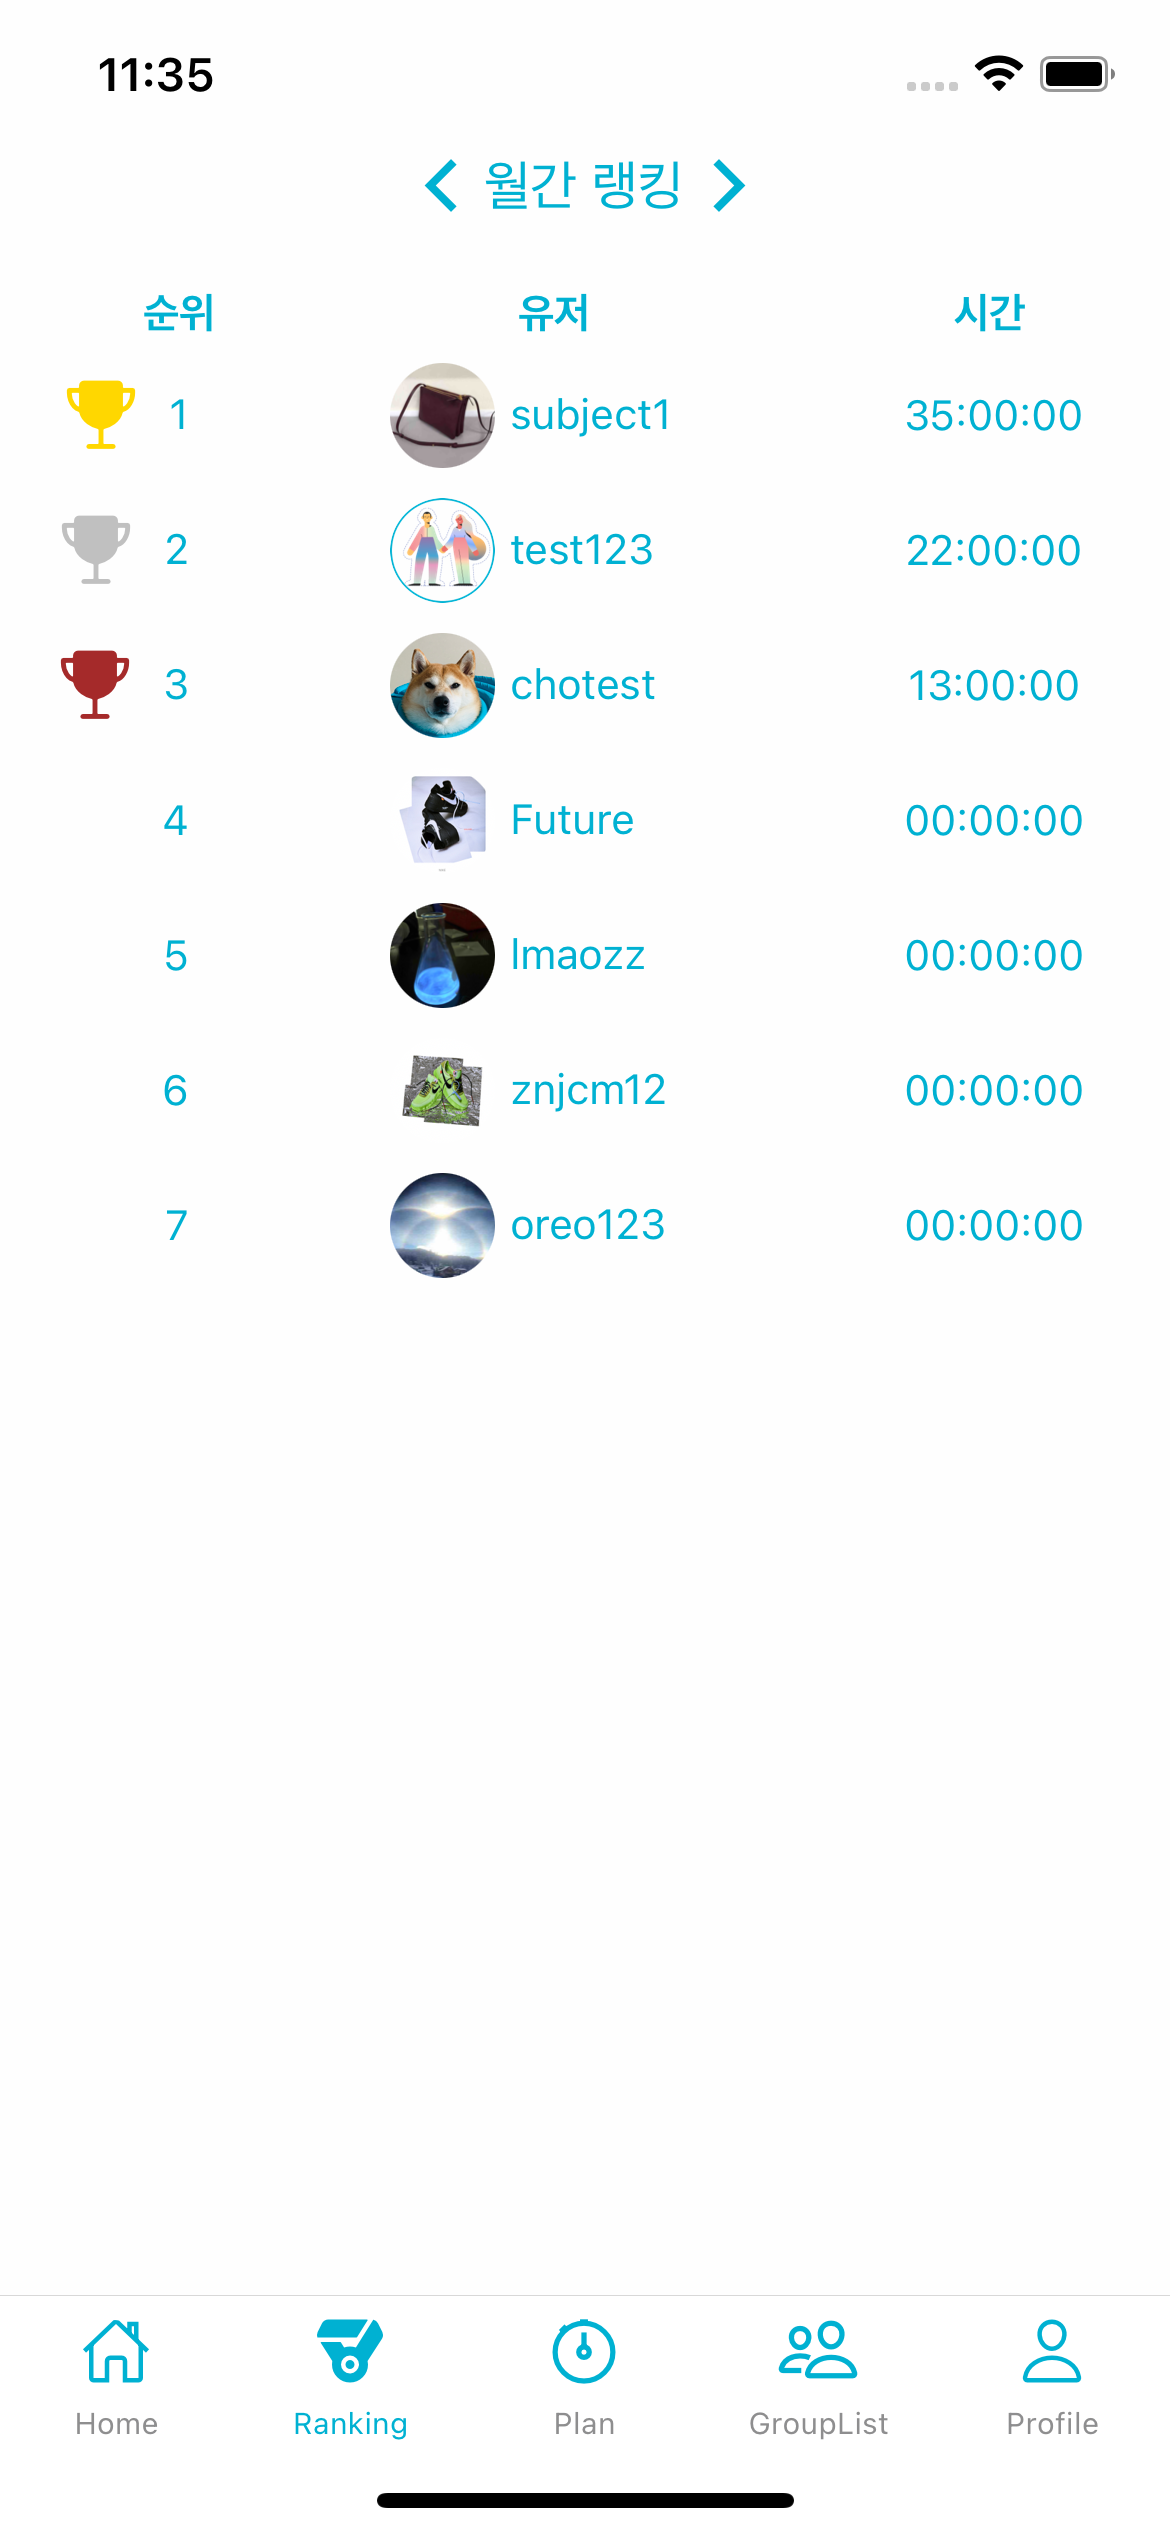 11:35
월간 랭킹
순위 유저 시간
1 subject1 35:00:00
2 test123 22:00:00
3 chotest 13:00:00
4 Future 00:00:00
5 lmaozz 00:00:00
6 znjcm12 00:00:00
7 oreo123 00:00:00
Home Ranking Plan GroupList Profile